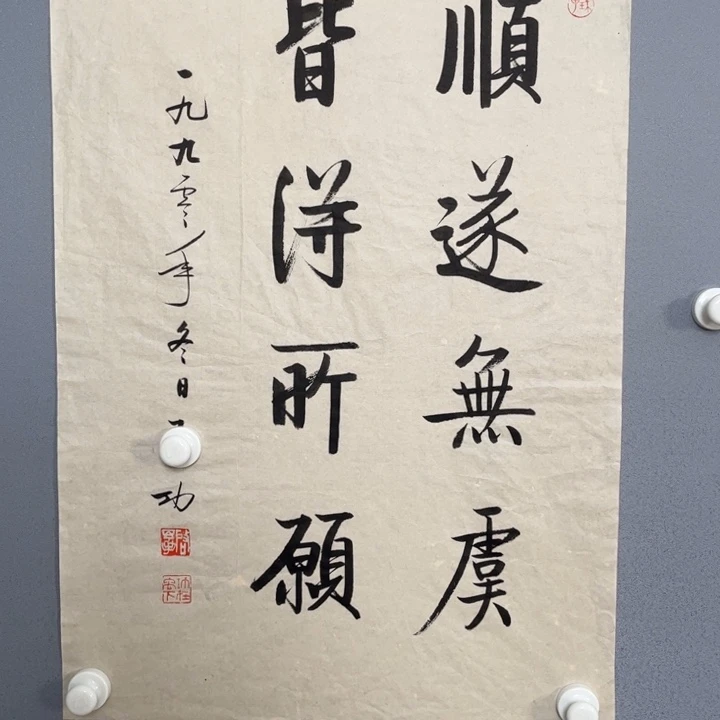 順遂無虞
皆得所願
一九九零年冬日
功